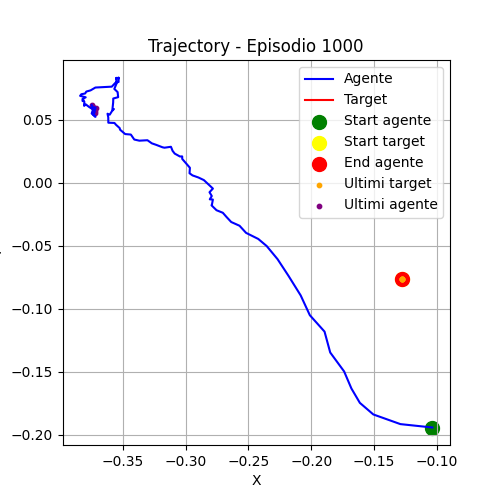 Trajectory - Episodio 1000
Agente
Target
Start agente
Start target
End agente
Ultimi target
Ultimi agente
0.05
0.00
−0.05
−0.10
−0.15
−0.20
−0.35
−0.30
−0.25
−0.20
−0.15
−0.10
X